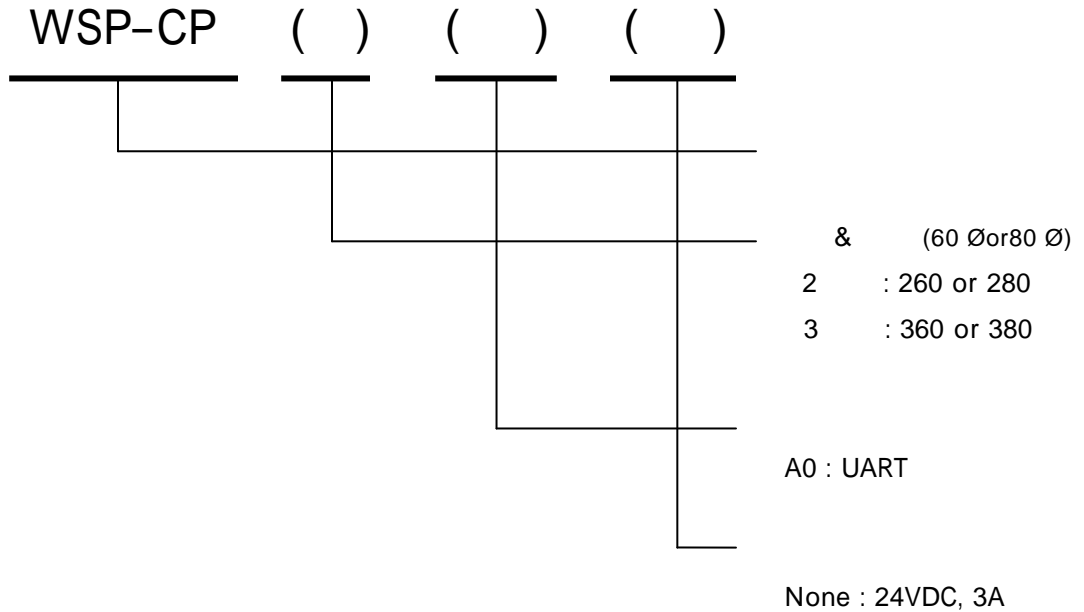 WSP-CP ( ) ( ) ( )
& (60 Øor80 Ø)
2 : 260 or 280
3 : 360 or 380
A0 : UART
None : 24VDC, 3A